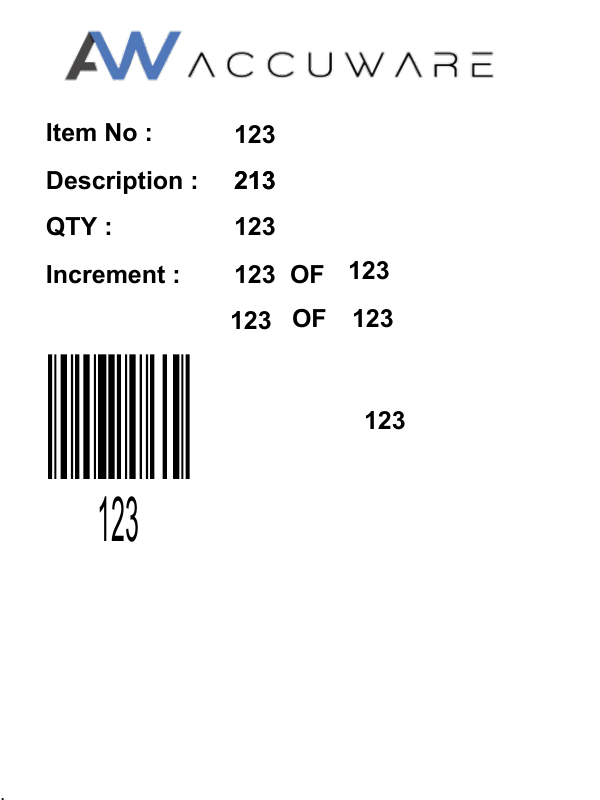 AW ACCUWARE
Item No : 123
Description : 213
QTY : 123
Increment : 123 OF 123
123 OF 123
123
123
.